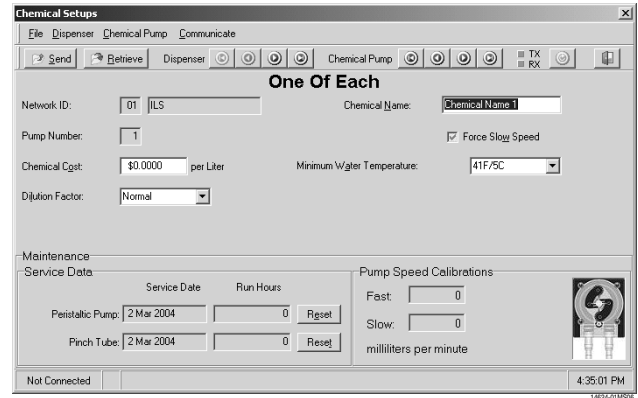 Chemical Setups
File Dispenser Chemical Pump Communicate
Send Retrieve Dispenser Chemical Pump TX
RX
One Of Each
Network ID: 01 ILS Chemical Name: Chemical Name 1
Pump Number: 1 Force Slow Speed
Chemical Cost: $0.0000 per Liter Minimum Water Temperature: 41F/5C
Dilution Factor: Normal
Maintenance
Service Data Pump Speed Calibrations
Service Date Run Hours
Fast: 0
Peristaltic Pump: 2 Mar 2004 0 Reset
Slow: 0
Pinch Tube: 2 Mar 2004 0 Reset
milliliters per minute
Not Connected 4:35:01 PM
14624-01MS06